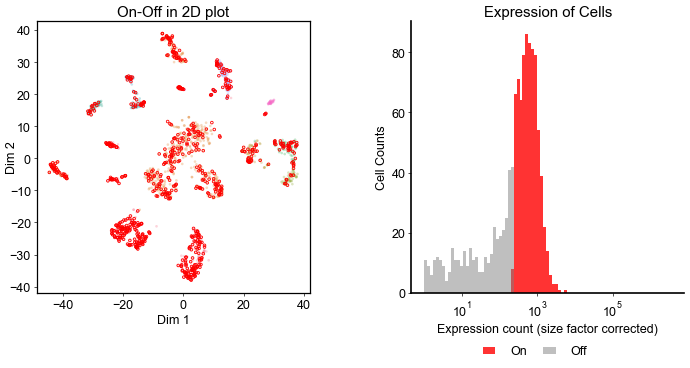 On-Off in 2D plot
40
30
20
10
0
−10
−20
−30
−40
Dim 2
−40 −20 0 20 40
Dim 1
Expression of Cells
80
60
40
20
0
Cell Counts
10^1 10^3 10^5
Expression count (size factor corrected)
On Off